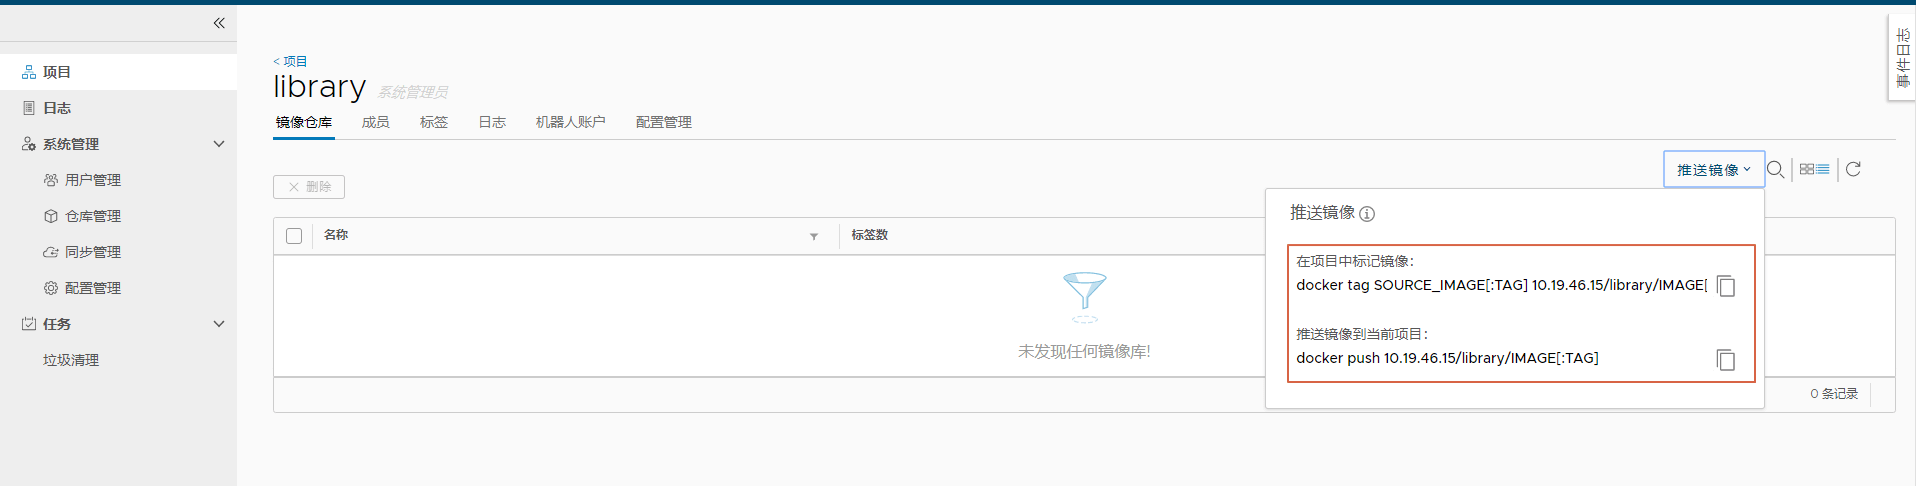 项目
日志
系统管理
用户管理
仓库管理
同步管理
配置管理
任务
垃圾清理
< 项目
library 系统管理员
镜像仓库 成员 标签 日志 机器人账户 配置管理
推送镜像
删除
名称 标签数
未发现任何镜像库!
0 条记录
推送镜像
在项目中标记镜像：
docker tag SOURCE_IMAGE[:TAG] 10.19.46.15/library/IMAGE[
推送镜像到当前项目：
docker push 10.19.46.15/library/IMAGE[:TAG]
事件日志